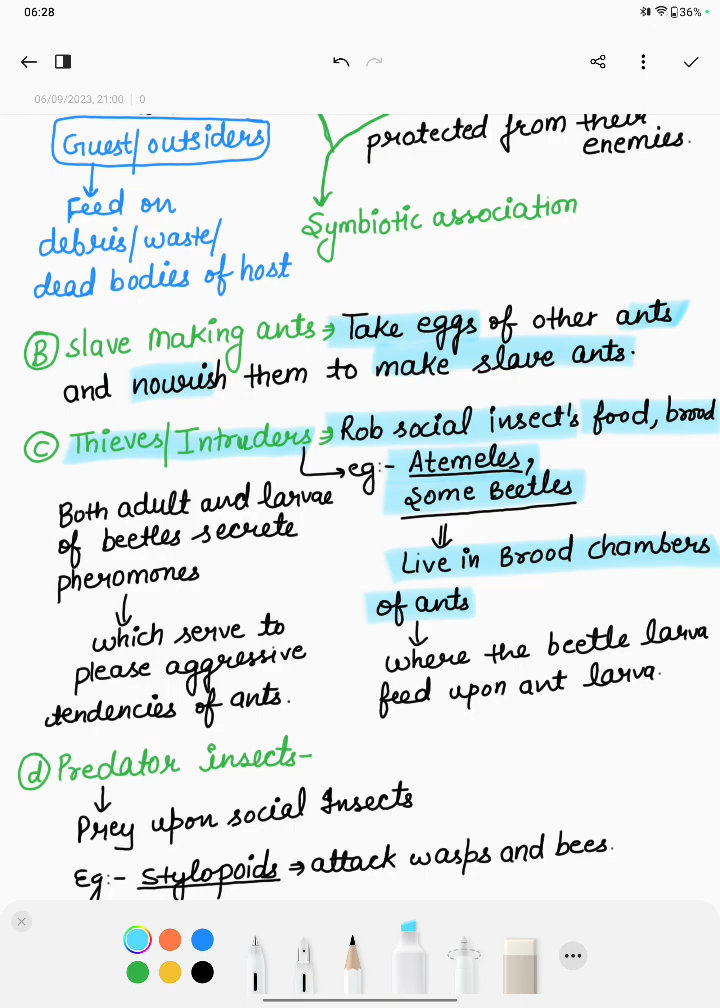 06:28
36%
06/09/2023, 21:00 | 0
Guest/outsiders
protected from their
enemies.
Feed on
debris/waste/
dead bodies of host
Symbiotic association
(B) Slave making ants ⇒ Take eggs of other ants
and nourish them to make slave ants.
(C) Thieves/Intruders ⇒ Rob social insect's food, brood
→ eg:- Atemeles,
Some Beetles
Both adult and larvae
of beetles secrete
pheromones
↓
which serve to
please aggressive
tendencies of ants.
⇓
Live in Brood chambers
of ants
↓
where the beetle larva
feed upon ant larva.
(d) Predator insects-
↓
Prey upon social Insects
Eg:- Stylopoids ⇒ attack wasps and bees.